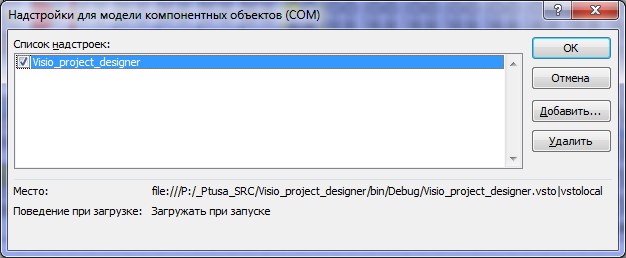 Надстройки для модели компонентных объектов (COM)
Список надстроек:
Visio_project_designer
OK
Отмена
Добавить...
Удалить
Место: file:///P:/_Ptusa_SRC/Visio_project_designer/bin/Debug/Visio_project_designer.vsto|vstolocal
Поведение при загрузке: Загружать при запуске